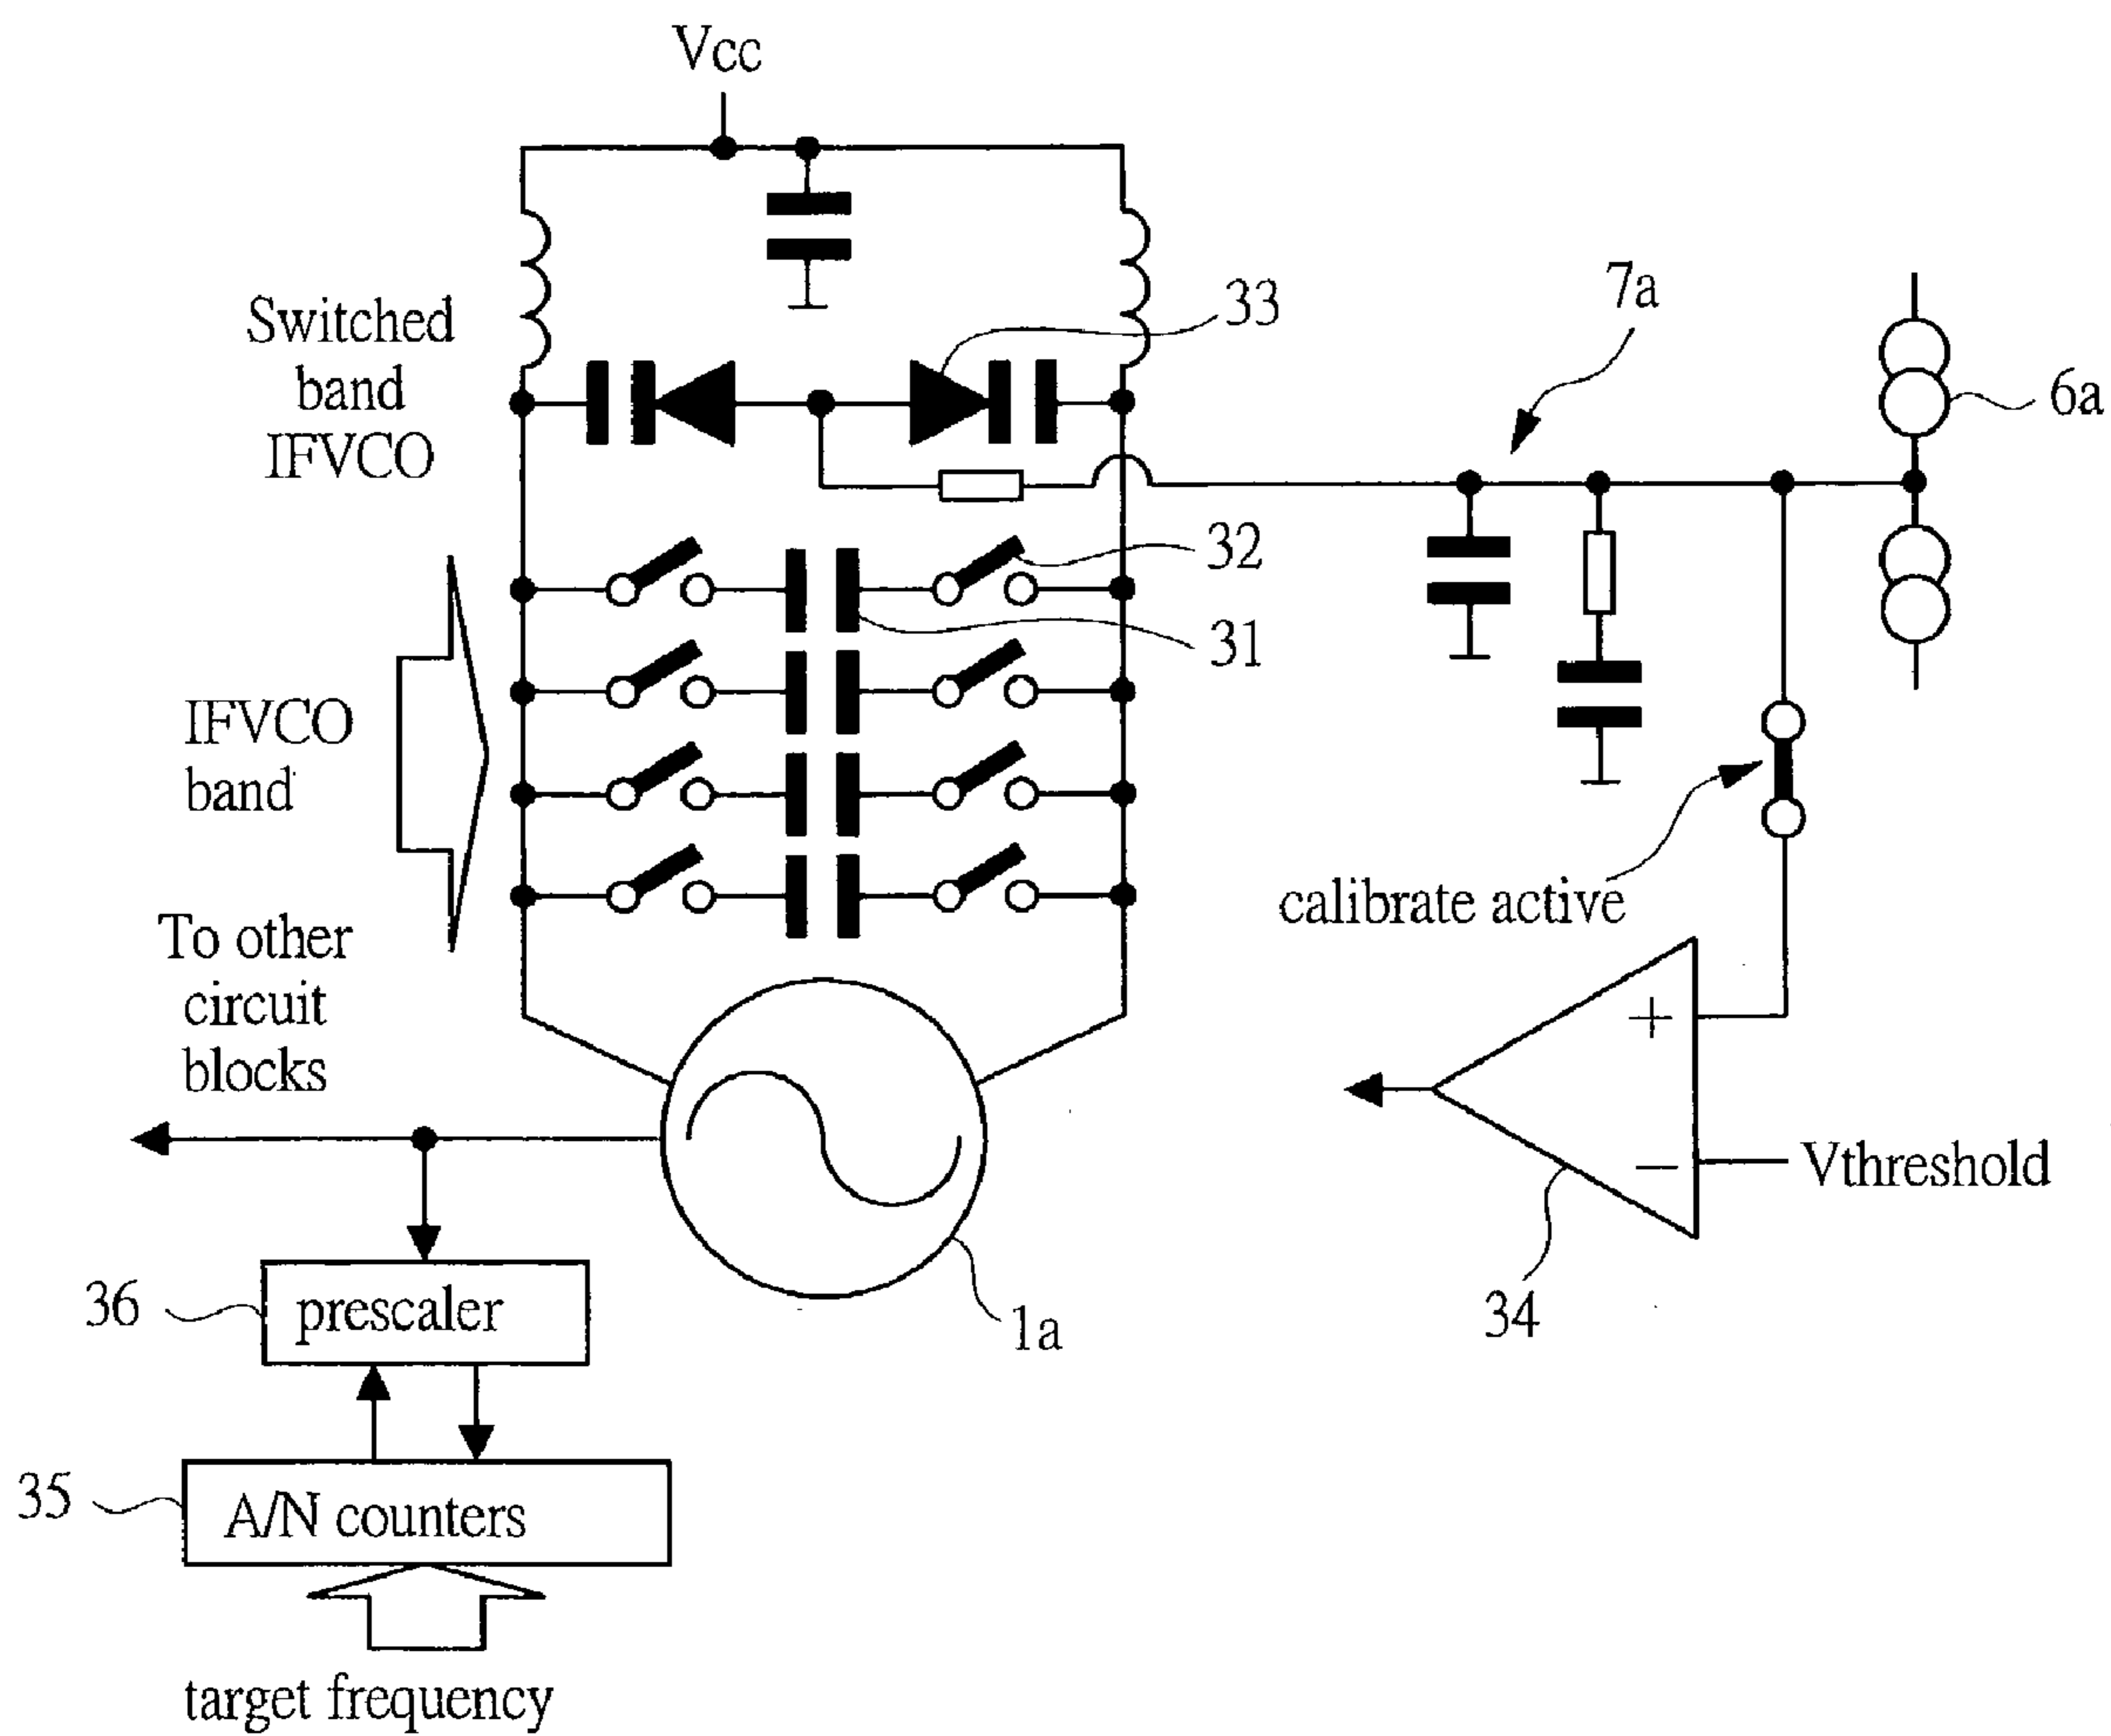 Vcc
33
7a
6a
Switched
band
IFVCO
32
31
IFVCO
band
calibrate active
To other
circuit
blocks
+
−
Vthreshold
34
1a
36
prescaler
35
A/N counters
target frequency